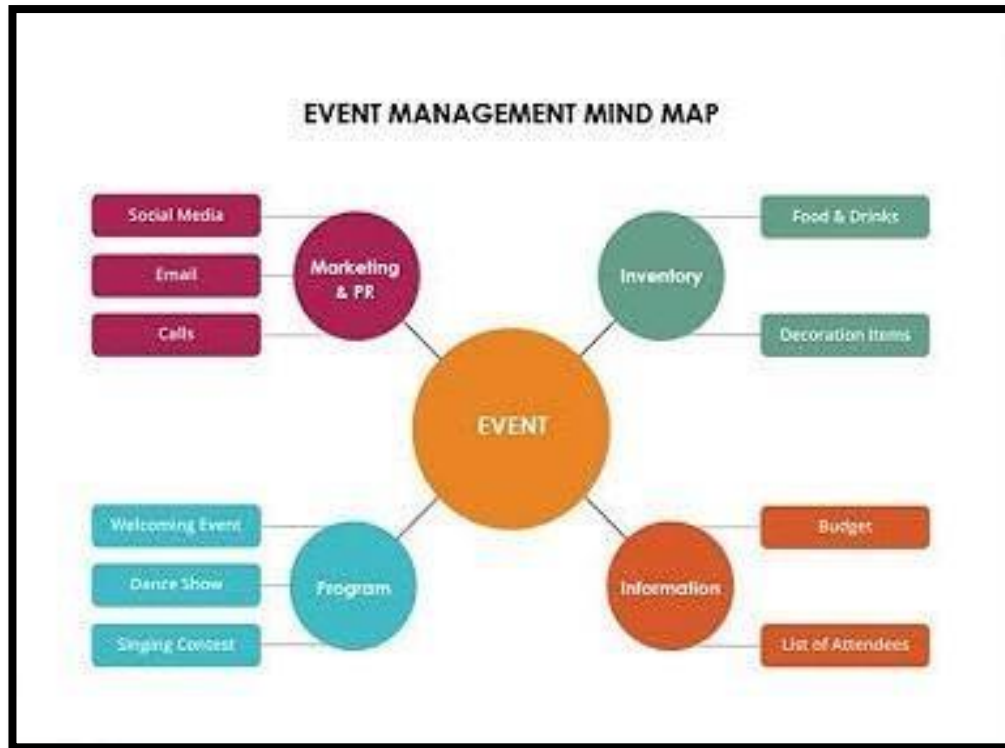 EVENT MANAGEMENT MIND MAP
Social Media
Email
Calls
Marketing
& PR
Inventory
Food & Drinks
Decoration Items
EVENT
Welcoming Event
Dance Show
Singing Contest
Program
Information
Budget
List of Attendees